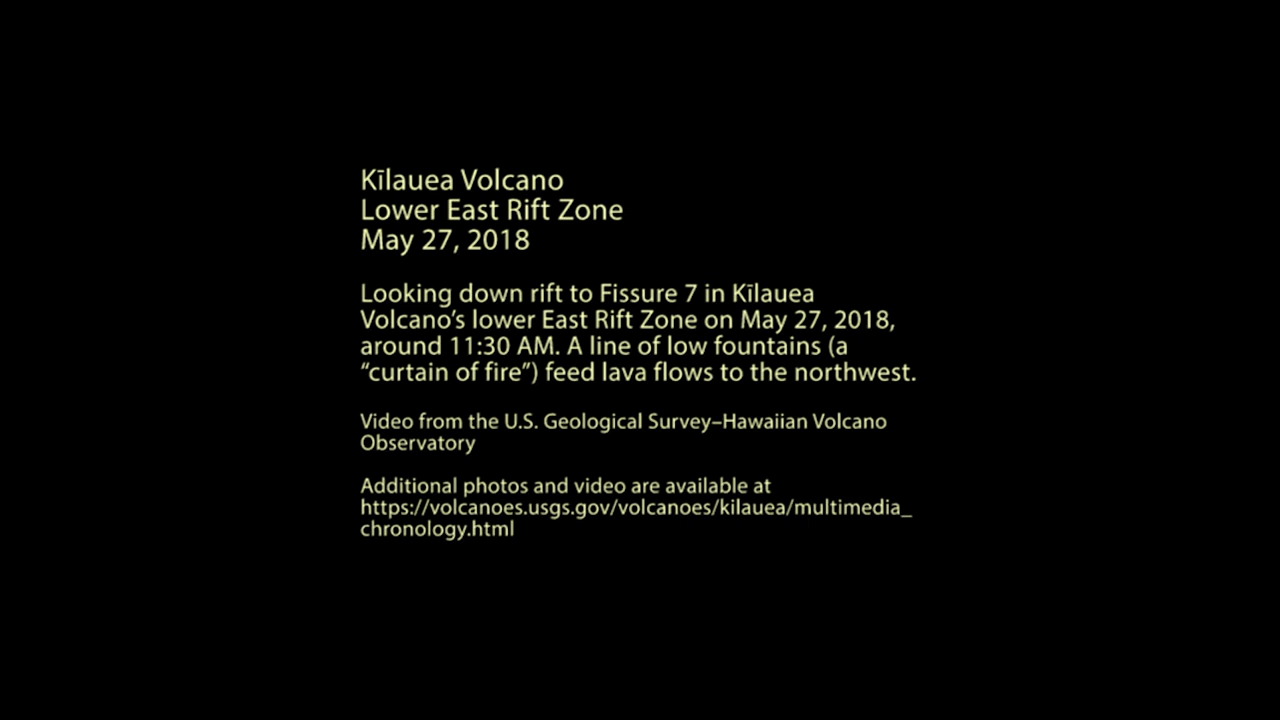 Kīlauea Volcano
Lower East Rift Zone
May 27, 2018
Looking down rift to Fissure 7 in Kīlauea
Volcano’s lower East Rift Zone on May 27, 2018,
around 11:30 AM. A line of low fountains (a
“curtain of fire”) feed lava flows to the northwest.
Video from the U.S. Geological Survey–Hawaiian Volcano
Observatory
Additional photos and video are available at
https://volcanoes.usgs.gov/volcanoes/kilauea/multimedia_
chronology.html